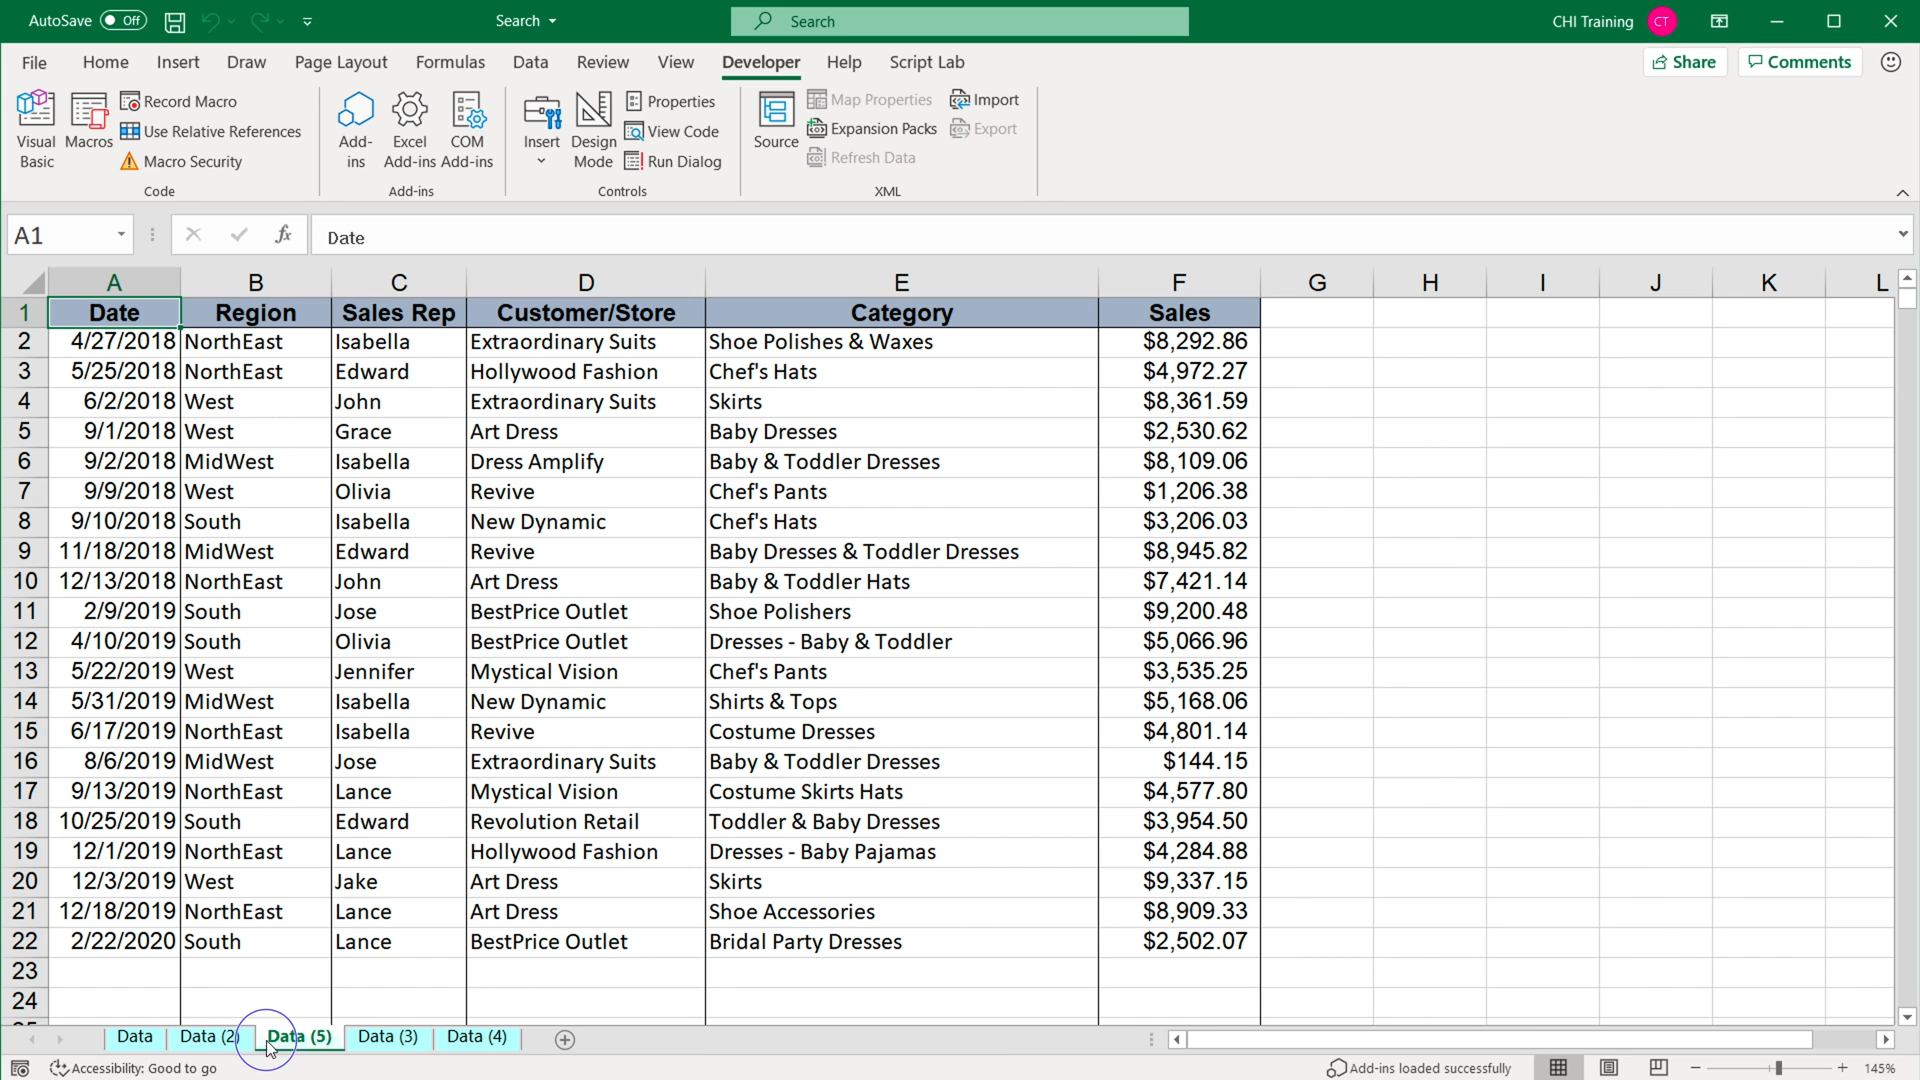 AutoSave Off Search Search CHI Training CT
File Home Insert Draw Page Layout Formulas Data Review View Developer Help Script Lab Share Comments
Visual Basic Macros Record Macro Use Relative References Macro Security Code
Add-ins Excel Add-ins COM Add-ins Add-ins
Insert Design Mode Properties View Code Run Dialog Controls
Source Map Properties Expansion Packs Refresh Data Import Export XML
A1 fx Date
A B C D E F G H I J K L
1 Date Region Sales Rep Customer/Store Category Sales
2 4/27/2018 NorthEast Isabella Extraordinary Suits Shoe Polishes & Waxes $8,292.86
3 5/25/2018 NorthEast Edward Hollywood Fashion Chef's Hats $4,972.27
4 6/2/2018 West John Extraordinary Suits Skirts $8,361.59
5 9/1/2018 West Grace Art Dress Baby Dresses $2,530.62
6 9/2/2018 MidWest Isabella Dress Amplify Baby & Toddler Dresses $8,109.06
7 9/9/2018 West Olivia Revive Chef's Pants $1,206.38
8 9/10/2018 South Isabella New Dynamic Chef's Hats $3,206.03
9 11/18/2018 MidWest Edward Revive Baby Dresses & Toddler Dresses $8,945.82
10 12/13/2018 NorthEast John Art Dress Baby & Toddler Hats $7,421.14
11 2/9/2019 South Jose BestPrice Outlet Shoe Polishers $9,200.48
12 4/10/2019 South Olivia BestPrice Outlet Dresses - Baby & Toddler $5,066.96
13 5/22/2019 West Jennifer Mystical Vision Chef's Pants $3,535.25
14 5/31/2019 MidWest Isabella New Dynamic Shirts & Tops $5,168.06
15 6/17/2019 NorthEast Isabella Revive Costume Dresses $4,801.14
16 8/6/2019 MidWest Jose Extraordinary Suits Baby & Toddler Dresses $144.15
17 9/13/2019 NorthEast Lance Mystical Vision Costume Skirts Hats $4,577.80
18 10/25/2019 South Edward Revolution Retail Toddler & Baby Dresses $3,954.50
19 12/1/2019 NorthEast Lance Hollywood Fashion Dresses - Baby Pajamas $4,284.88
20 12/3/2019 West Jake Art Dress Skirts $9,337.15
21 12/18/2019 NorthEast Lance Art Dress Shoe Accessories $8,909.33
22 2/22/2020 South Lance BestPrice Outlet Bridal Party Dresses $2,502.07
23
24
Data Data (2) Data (5) Data (3) Data (4)
Accessibility: Good to go Add-ins loaded successfully 145%